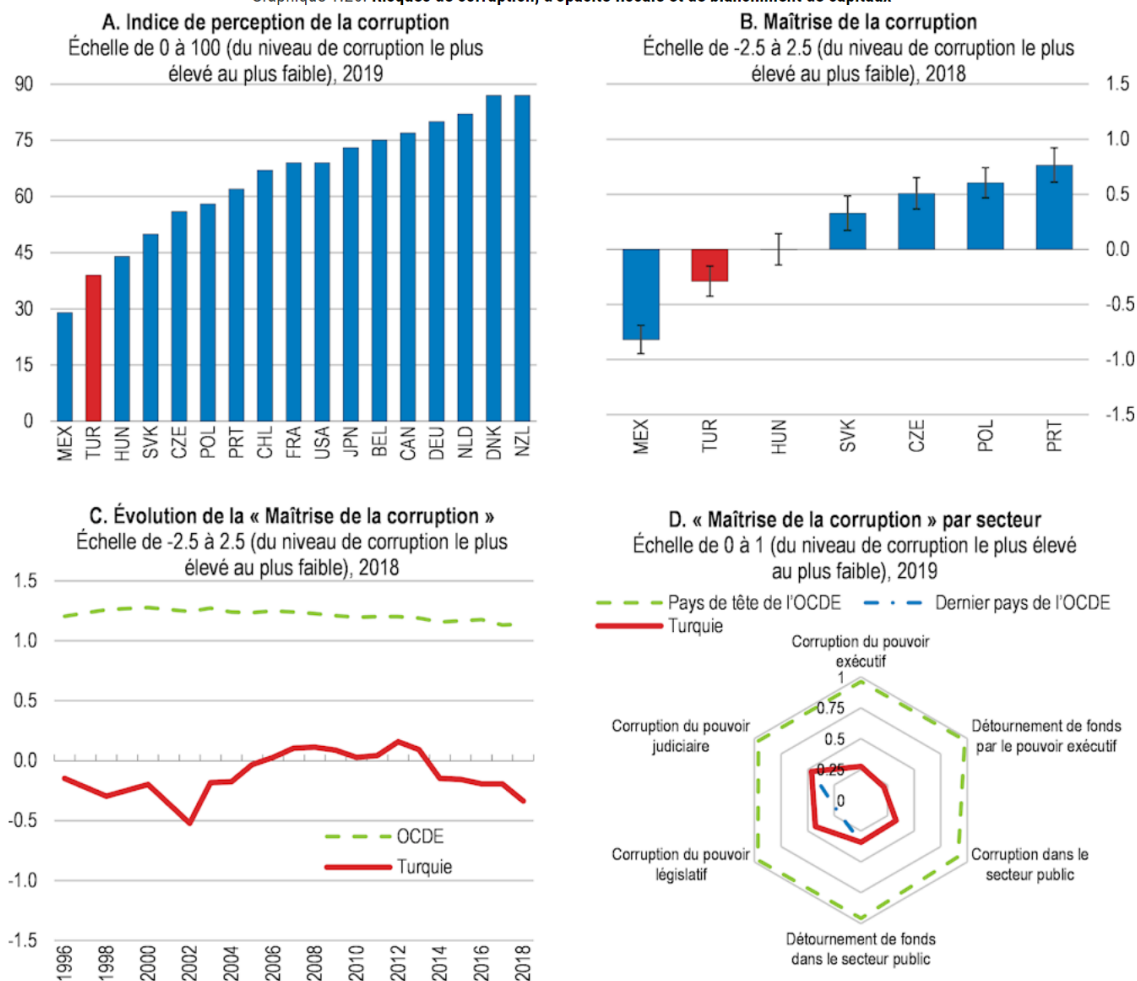 Risques de corruption, d'opacité fiscale et de blanchiment de capitaux
A. Indice de perception de la corruption
Échelle de 0 à 100 (du niveau de corruption le plus
élevé au plus faible), 2019
90
75
60
45
30
15
0
MEX
TUR
HUN
SVK
CZE
POL
PRT
CHL
FRA
USA
JPN
BEL
CAN
DEU
NLD
DNK
NZL
B. Maîtrise de la corruption
Échelle de -2.5 à 2.5 (du niveau de corruption le plus
élevé au plus faible), 2018
1.5
1.0
0.5
0.0
-0.5
-1.0
-1.5
MEX
TUR
HUN
SVK
CZE
POL
PRT
C. Évolution de la « Maîtrise de la corruption »
Échelle de -2.5 à 2.5 (du niveau de corruption le plus
élevé au plus faible), 2018
1.5
1.0
0.5
0.0
-0.5
-1.0
-1.5
OCDE
Turquie
1996
1998
2000
2002
2004
2006
2008
2010
2012
2014
2016
2018
D. « Maîtrise de la corruption » par secteur
Échelle de 0 à 1 (du niveau de corruption le plus élevé
au plus faible), 2019
Pays de tête de l'OCDE
Dernier pays de l'OCDE
Turquie
Corruption du pouvoir
exécutif
1
0.75
0.5
0.25
0
Détournement de fonds
par le pouvoir exécutif
Corruption dans le
secteur public
Détournement de fonds
dans le secteur public
Corruption du pouvoir
législatif
Corruption du pouvoir
judiciaire